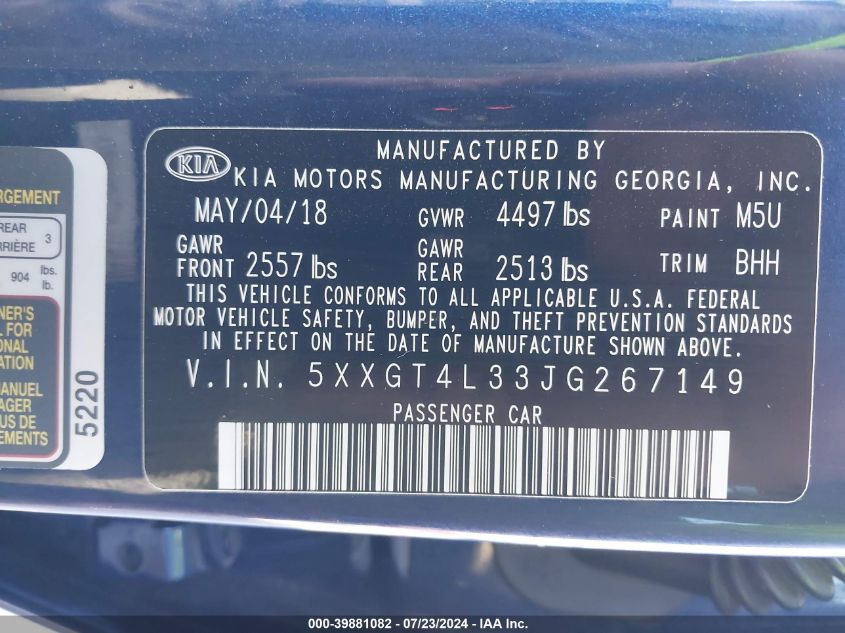 MANUFACTURED BY
KIA
KIA MOTORS MANUFACTURING GEORGIA, INC.
MAY/04/18 GVWR 4497 lbs PAINT M5U
GAWR FRONT 2557 lbs GAWR REAR 2513 lbs TRIM BHH
THIS VEHICLE CONFORMS TO ALL APPLICABLE U.S.A. FEDERAL
MOTOR VEHICLE SAFETY, BUMPER, AND THEFT PREVENTION STANDARDS
IN EFFECT ON THE DATE OF MANUFACTURE SHOWN ABOVE.
V.I.N. 5XXGT4L33JG267149
PASSENGER CAR
RGEMENT
REAR 3
RIÈRE
904 lbs.
lb.
NER'S
L FOR
ONAL
ATION
MANUEL
AGER
US DE
EMENTS
5220
000-39881082 - 07/23/2024 - IAA Inc.